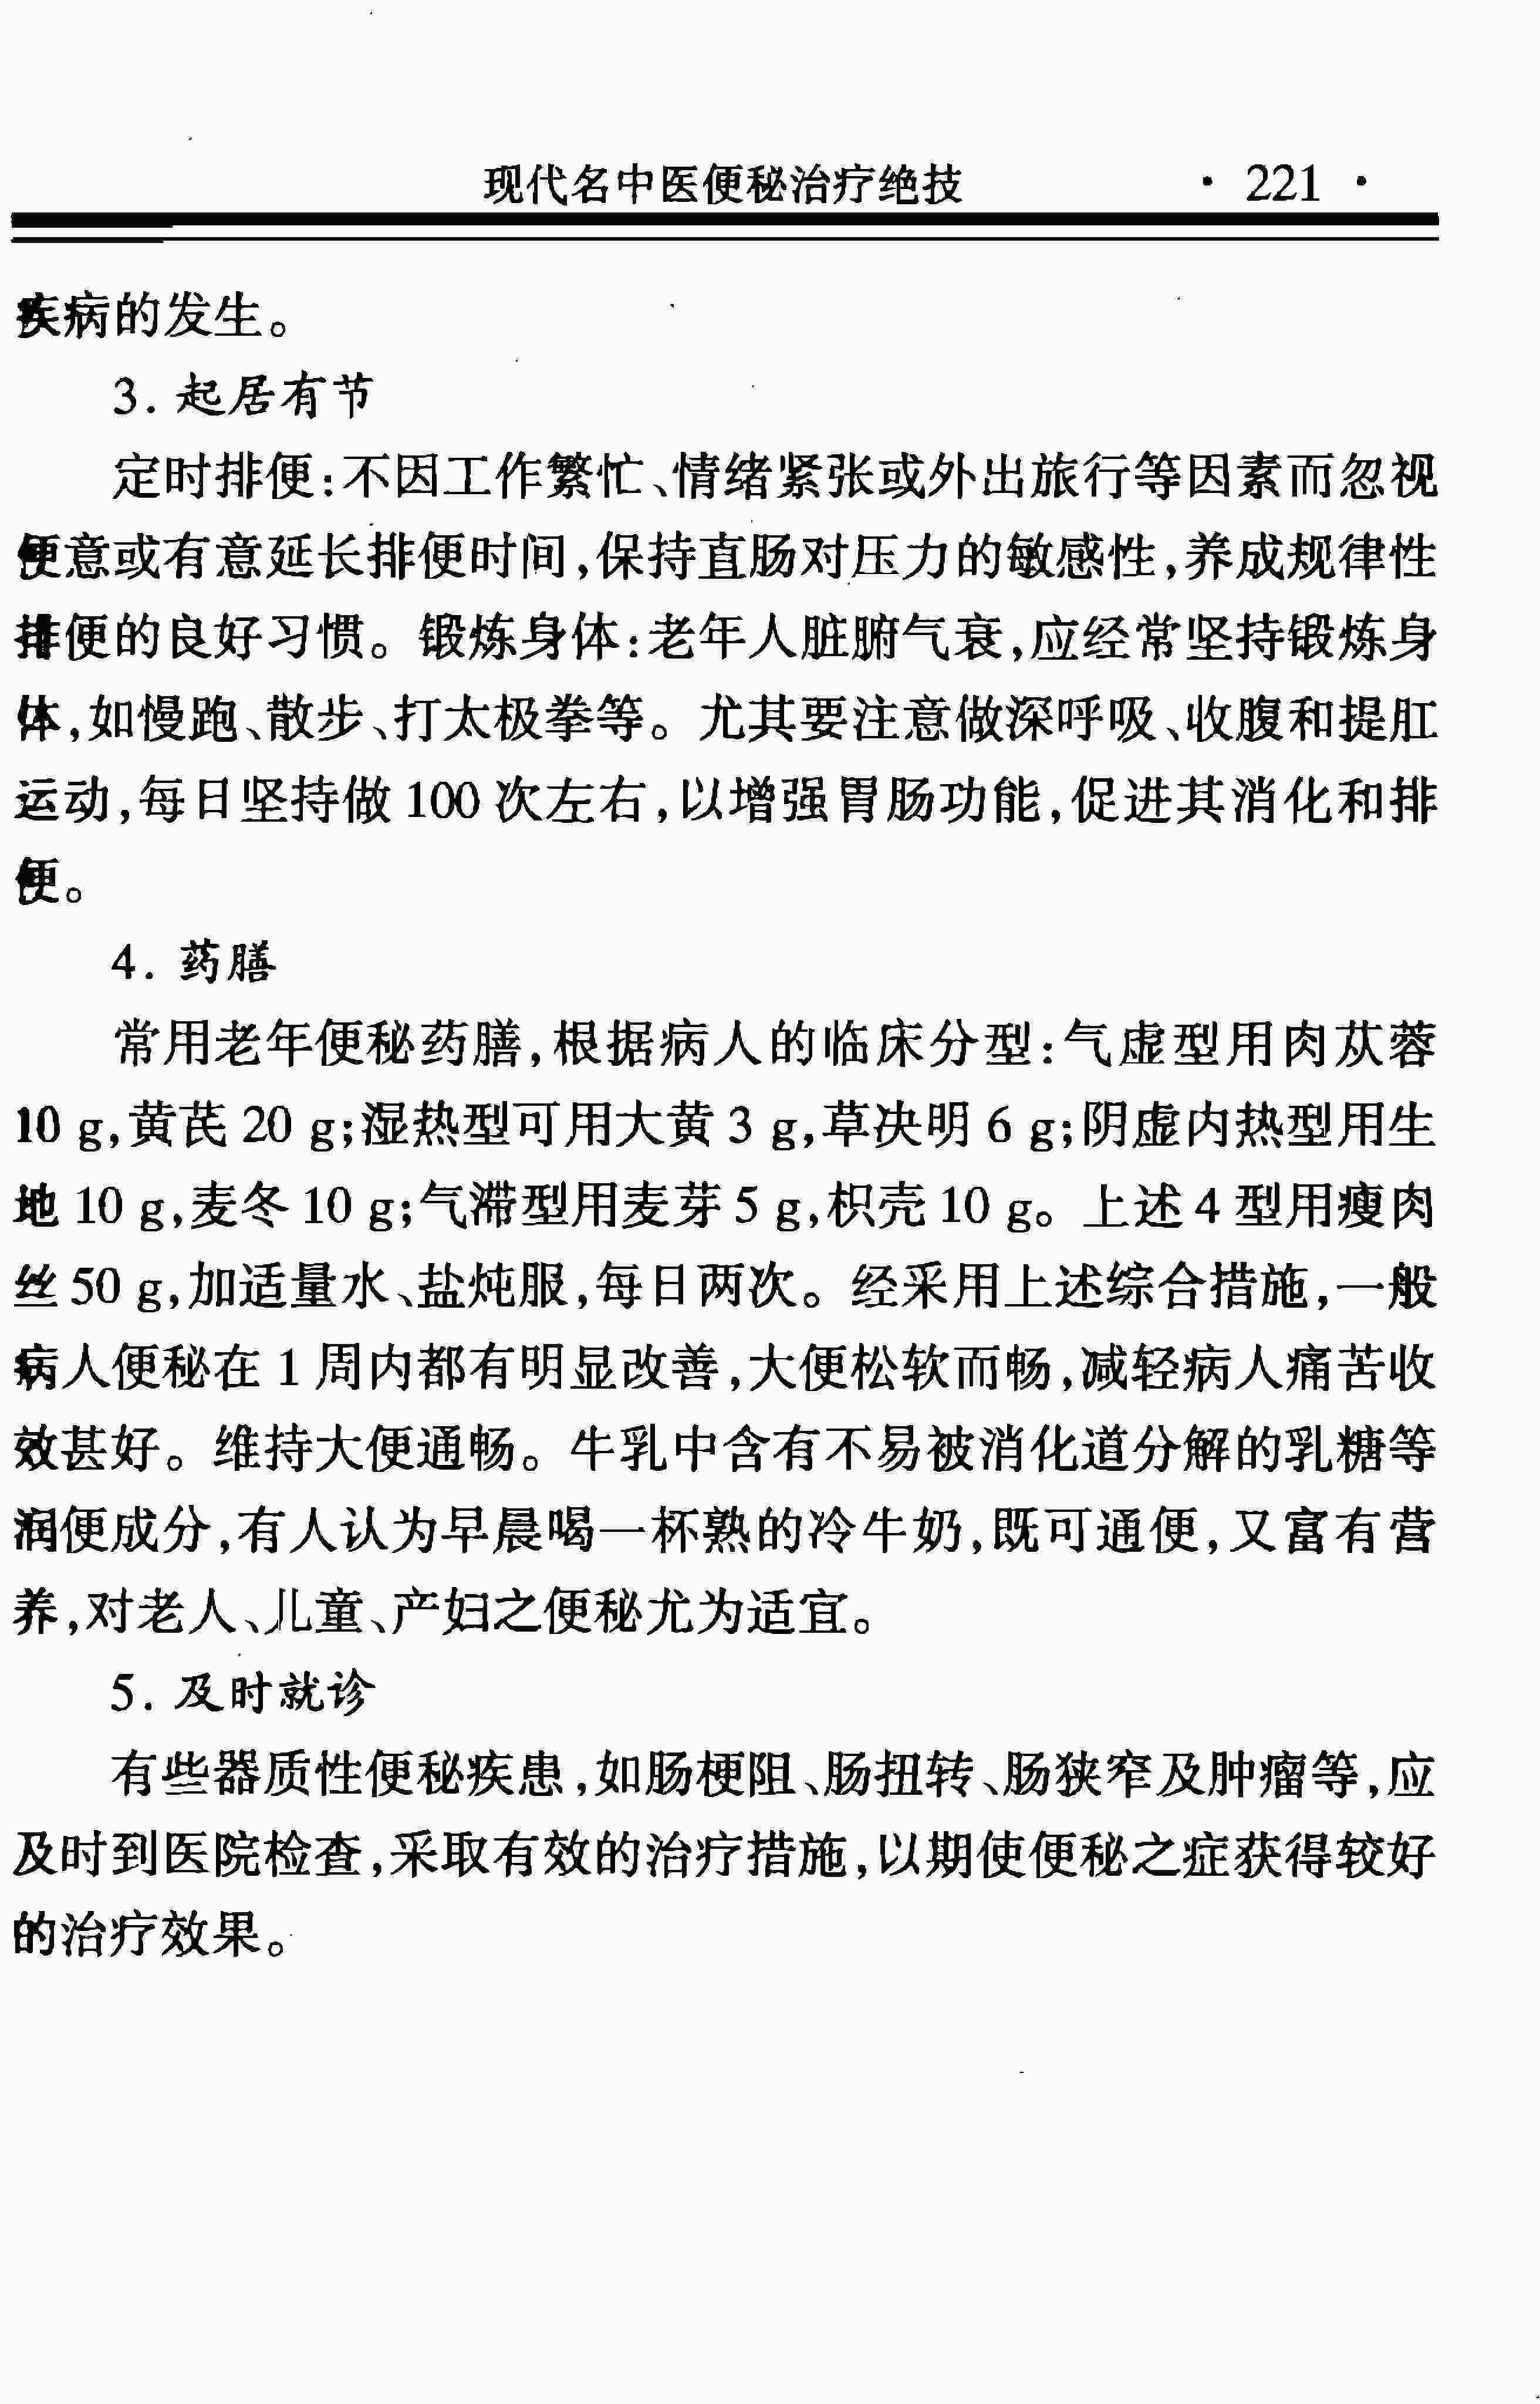 现代名中医便秘治疗绝技 · 221 ·
疾病的发生。
3. 起居有节
定时排便:不因工作繁忙、情绪紧张或外出旅行等因素而忽视
便意或有意延长排便时间,保持直肠对压力的敏感性,养成规律性
排便的良好习惯。锻炼身体:老年人脏腑气衰,应经常坚持锻炼身
体,如慢跑、散步、打太极拳等。尤其要注意做深呼吸、收腹和提肛
运动,每日坚持做100次左右,以增强胃肠功能,促进其消化和排
便。
4. 药膳
常用老年便秘药膳,根据病人的临床分型:气虚型用肉苁蓉
10 g,黄芪20 g;湿热型可用大黄3 g,草决明6 g;阴虚内热型用生
地10 g,麦冬10 g;气滞型用麦芽5 g,枳壳10 g。上述4型用瘦肉
丝50 g,加适量水、盐炖服,每日两次。经采用上述综合措施,一般
病人便秘在1周内都有明显改善,大便松软而畅,减轻病人痛苦收
效甚好。维持大便通畅。牛乳中含有不易被消化道分解的乳糖等
润便成分,有人认为早晨喝一杯熟的冷牛奶,既可通便,又富有营
养,对老人、儿童、产妇之便秘尤为适宜。
5. 及时就诊
有些器质性便秘疾患,如肠梗阻、肠扭转、肠狭窄及肿瘤等,应
及时到医院检查,采取有效的治疗措施,以期使便秘之症获得较好
的治疗效果。